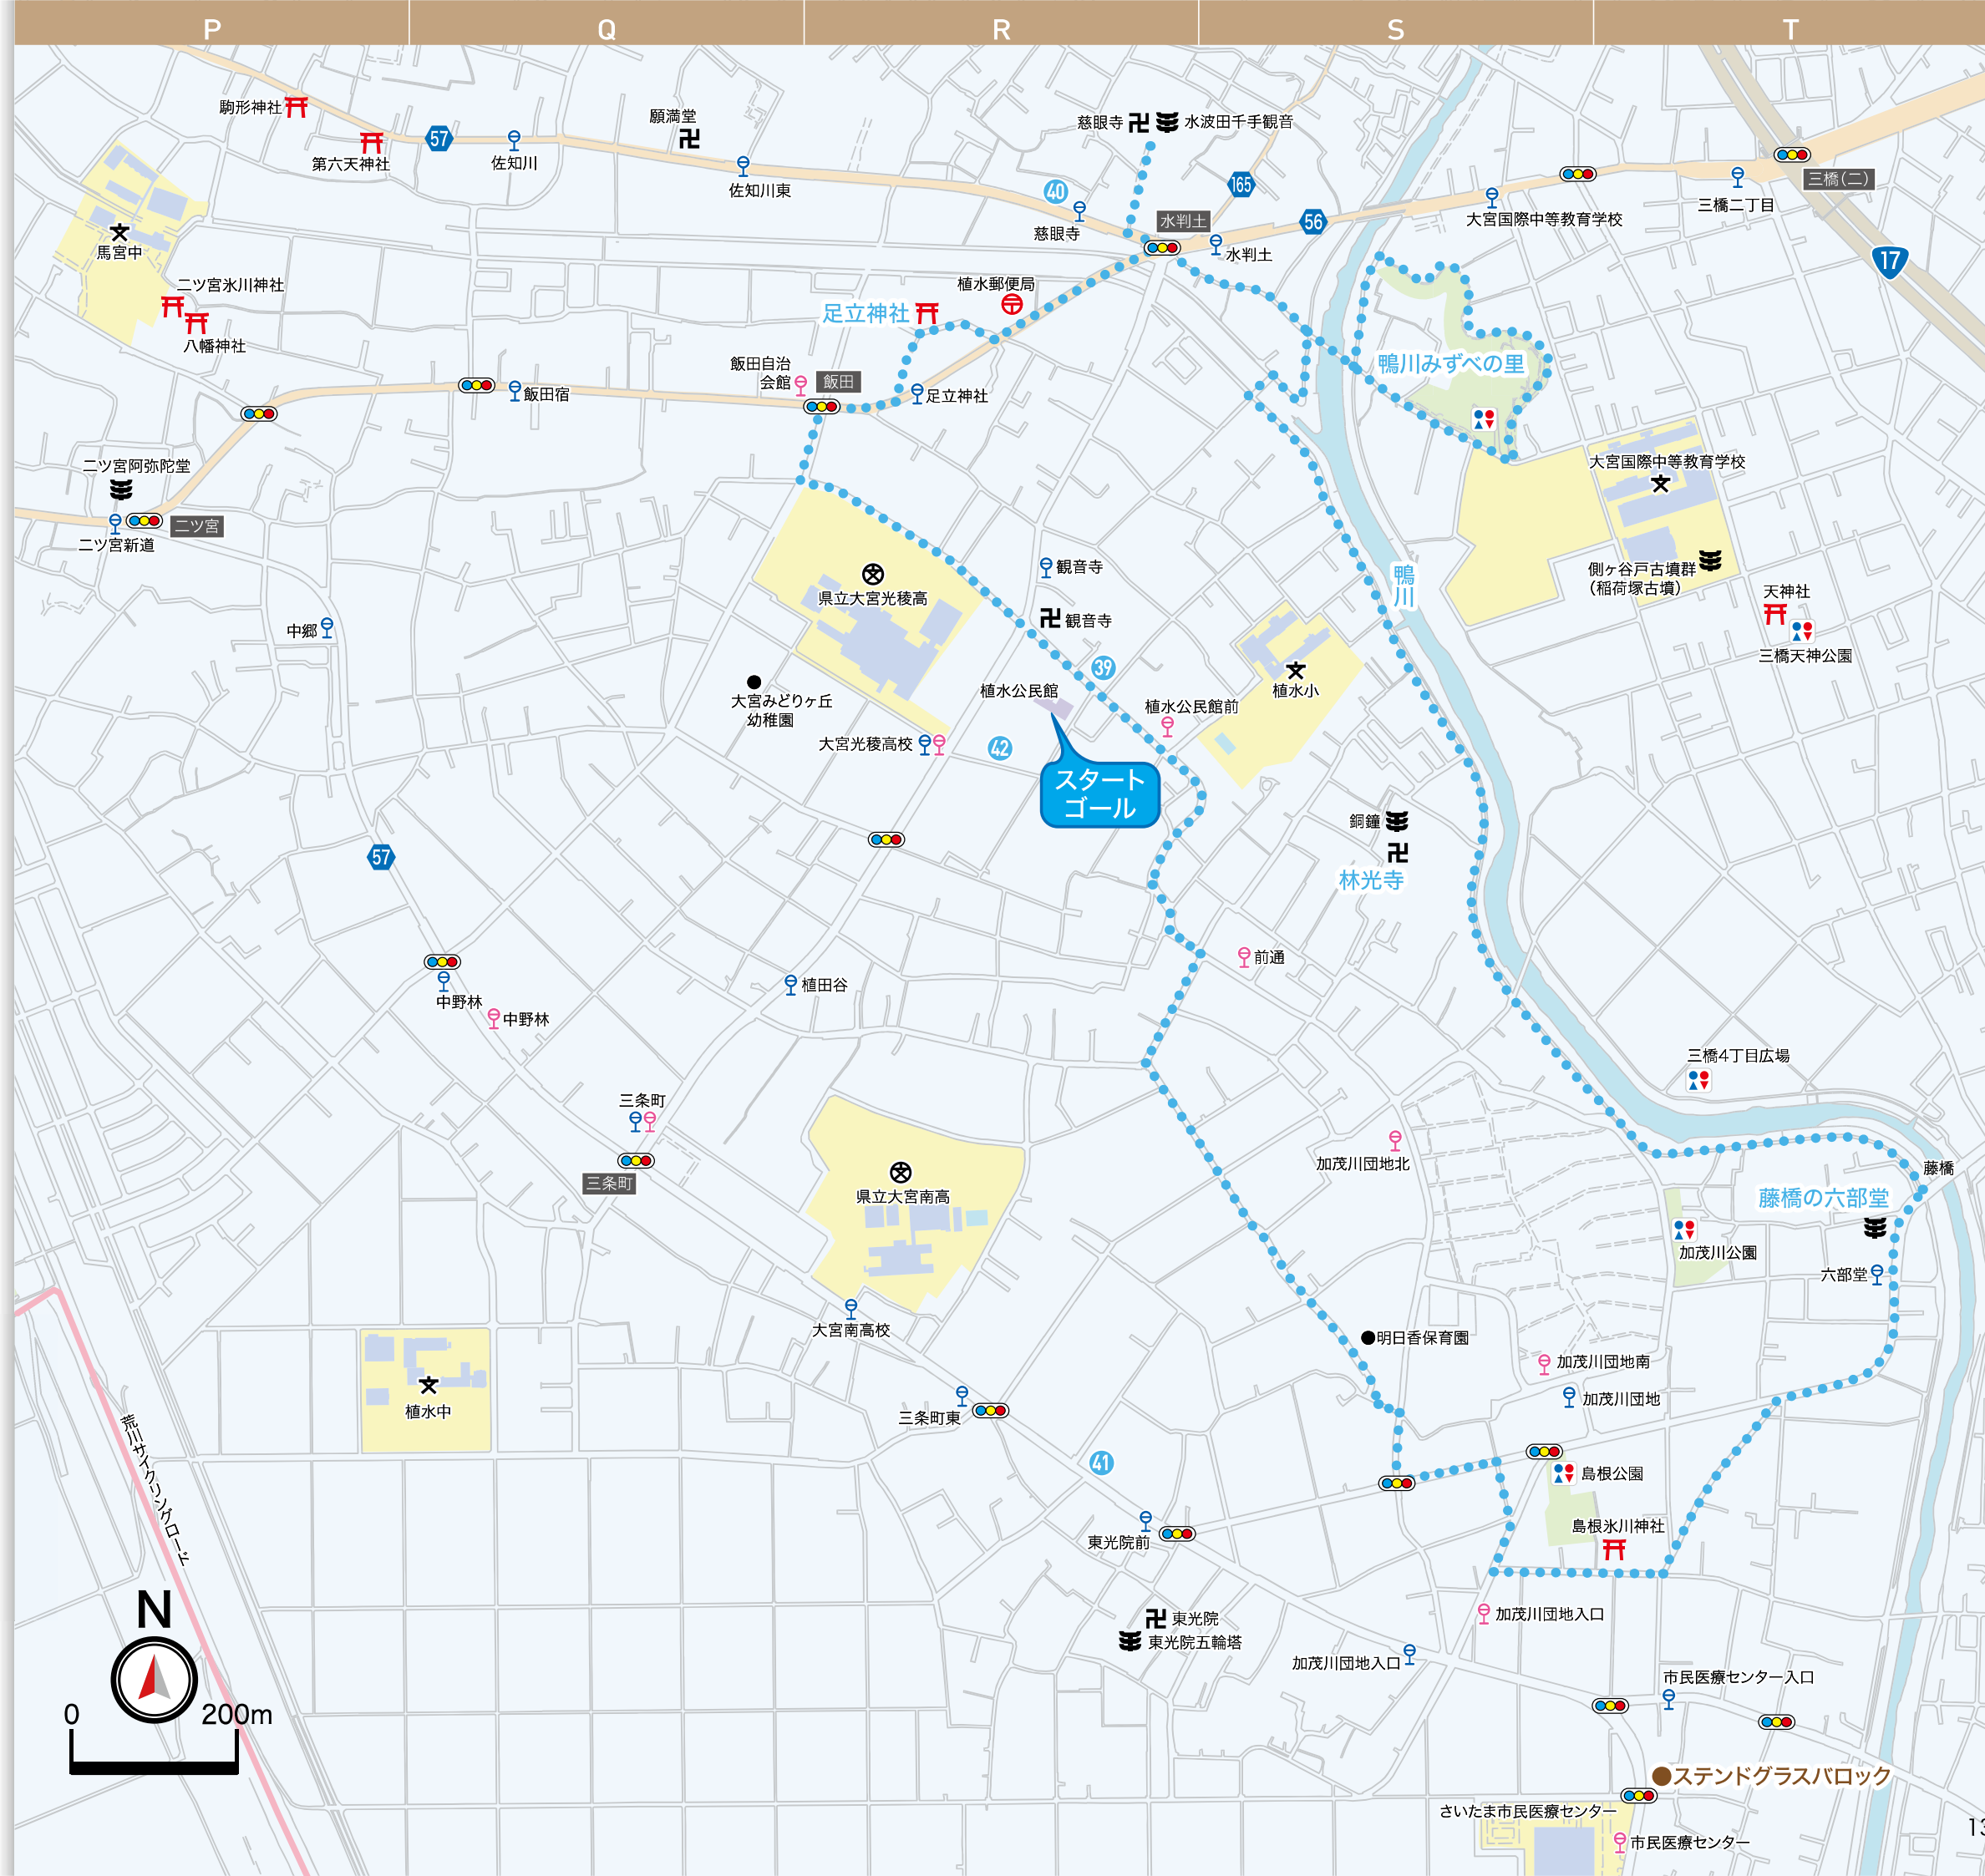 P
Q
R
S
T
駒形神社
第六天神社
57
佐知川
願満堂
佐知川東
慈眼寺
水波田千手観音
165
40
慈眼寺
水判土
水判土
56
大宮国際中等教育学校
三橋二丁目
三橋(二)
17
馬宮中
二ツ宮氷川神社
八幡神社
植水郵便局
足立神社
飯田自治
会館
飯田
足立神社
飯田宿
鴨川みずべの里
二ツ宮阿弥陀堂
二ツ宮
二ツ宮新道
大宮国際中等教育学校
側ヶ谷戸古墳群
(稲荷塚古墳)
天神社
三橋天神公園
鴨川
中郷
県立大宮光稜高
観音寺
観音寺
39
植水小
大宮みどりヶ丘
幼稚園
植水公民館
植水公民館前
大宮光稜高校
42
スタート
ゴール
銅鐘
林光寺
57
前通
中野林
中野林
植田谷
三橋4丁目広場
三条町
三条町
加茂川団地北
藤橋
藤橋の六部堂
県立大宮南高
加茂川公園
六部堂
大宮南高校
明日香保育園
加茂川団地南
加茂川団地
植水中
三条町東
荒川サイクリングロード
41
島根公園
東光院前
島根氷川神社
N
0
200m
東光院
東光院五輪塔
加茂川団地入口
加茂川団地入口
市民医療センター入口
ステンドグラスバロック
さいたま市民医療センター
市民医療センター
13